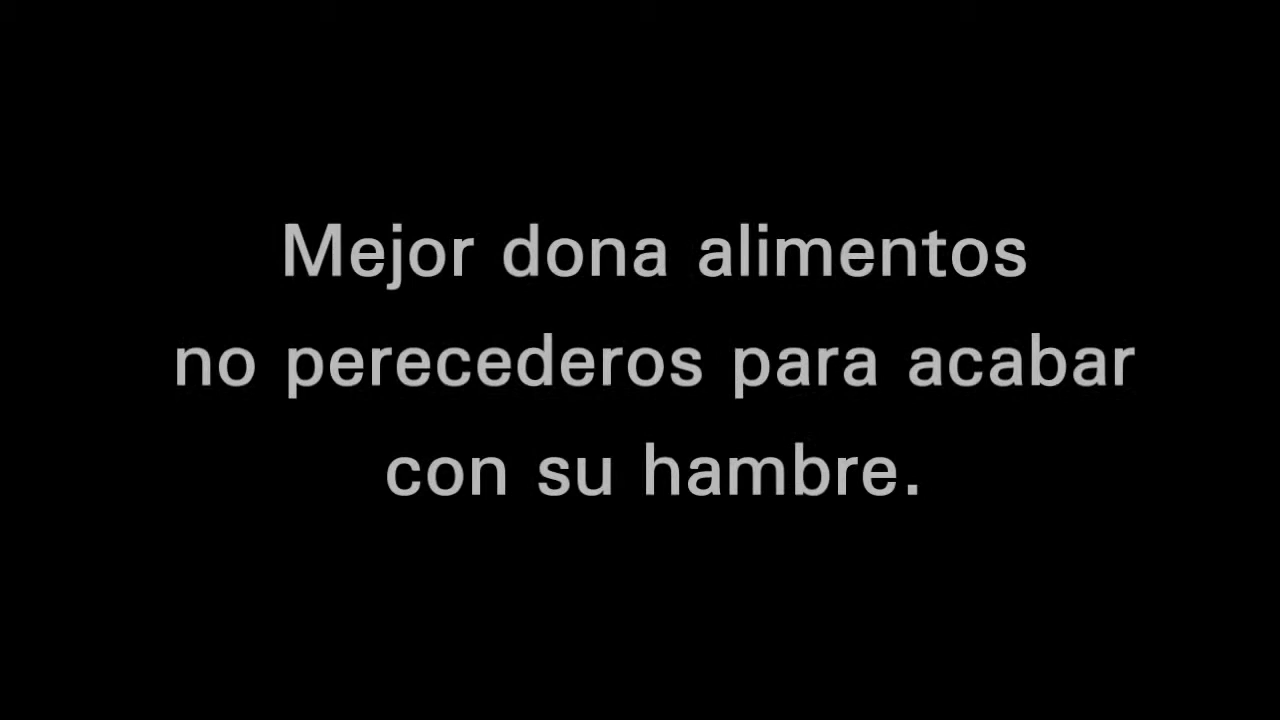 Mejor dona alimentos
no perecederos para acabar
con su hambre.